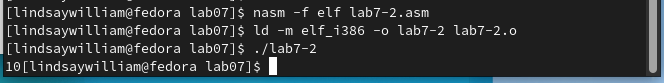 [lindsaywilliam@fedora lab07]$ nasm -f elf lab7-2.asm
[lindsaywilliam@fedora lab07]$ ld -m elf_i386 -o lab7-2 lab7-2.o
[lindsaywilliam@fedora lab07]$ ./lab7-2
10[lindsaywilliam@fedora lab07]$